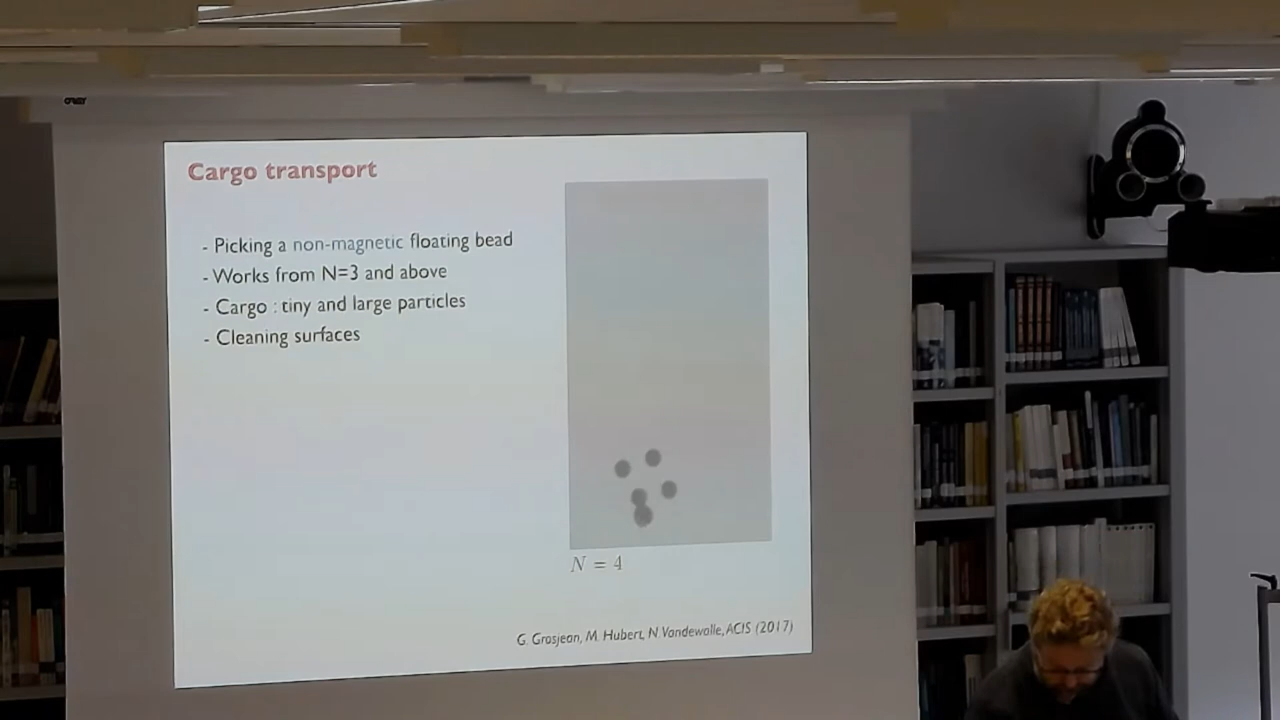 Cargo transport
- Picking a non-magnetic floating bead
- Works from N=3 and above
- Cargo : tiny and large particles
- Cleaning surfaces
N = 4
G. Grosjean, M. Hubert, N Vandewalle, ACIS (2017)